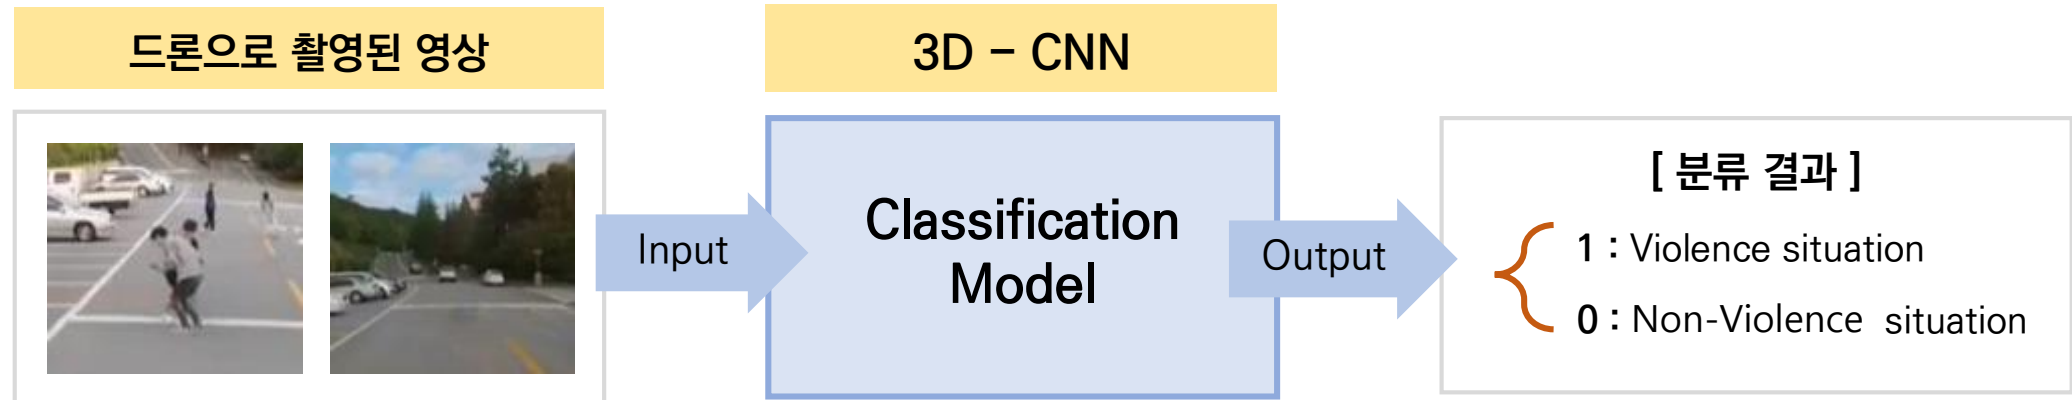 드론으로 촬영된 영상
3D – CNN
Input
Classification
Model
Output
[ 분류 결과 ]
1 : Violence situation
0 : Non-Violence situation